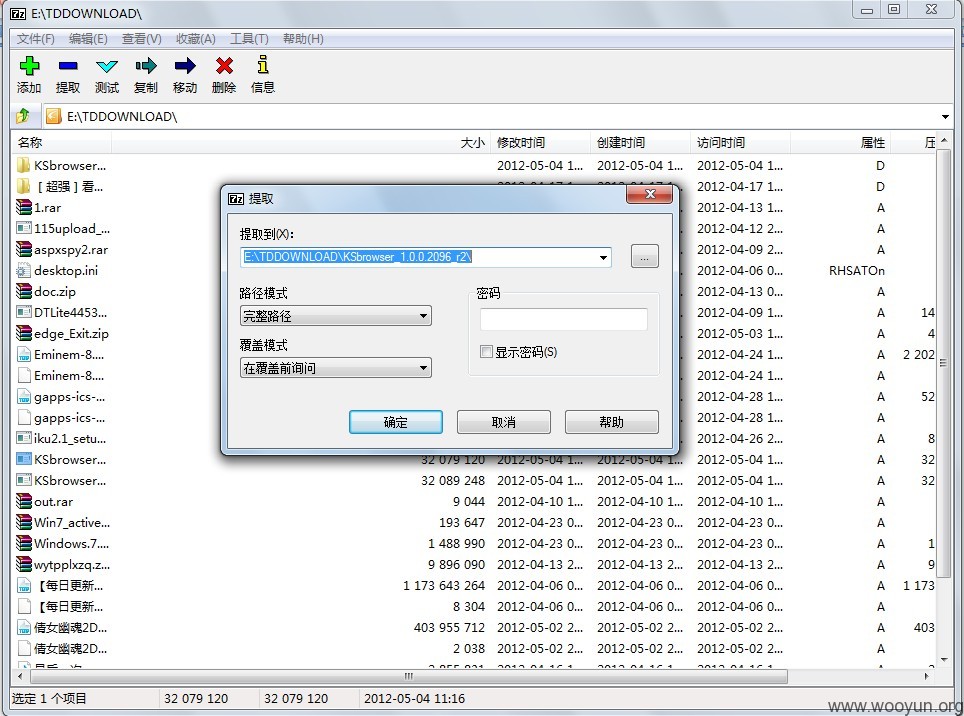 E:\TDDOWNLOAD\
文件(F) 编辑(E) 查看(V) 收藏(A) 工具(T) 帮助(H)
添加 提取 测试 复制 移动 删除 信息
E:\TDDOWNLOAD\
名称 大小 修改时间 创建时间 访问时间 属性 压
KSbrowser... 2012-05-04 1... 2012-05-04 1... 2012-05-04 1... D
[ 超强 ] 看... 2012-04-17 1... D
1.rar 2012-04-13 1... A
115upload_... 2012-04-12 2... A
aspxspy2.rar 2012-04-09 2... A
desktop.ini 2012-04-06 0... RHSATOn
doc.zip 2012-04-13 0... A
DTLite4453... 2012-04-09 1... A 14
edge_Exit.zip 2012-05-03 1... A 4
Eminem-8.... 2012-04-24 1... A 2 202
Eminem-8.... 2012-04-24 1... A
gapps-ics-... 2012-04-28 1... A 52
gapps-ics-... 2012-04-28 1... A
iku2.1_setu... 2012-04-26 2... A 8
KSbrowser... 32 079 120 2012-05-04 1... 2012-05-04 1... 2012-05-04 1... A 32
KSbrowser... 32 089 248 2012-05-04 1... 2012-05-04 1... 2012-05-04 1... A 32
out.rar 9 044 2012-04-10 1... 2012-04-10 1... 2012-04-10 1... A
Win7_active... 193 647 2012-04-23 0... 2012-04-23 0... 2012-04-23 0... A
Windows.7.... 1 488 990 2012-04-23 0... 2012-04-23 0... 2012-04-23 0... A 1
wytpplxzq.z... 9 896 090 2012-04-13 2... 2012-04-13 2... 2012-04-13 2... A 9
【每日更新... 1 173 643 264 2012-04-06 0... 2012-04-06 0... 2012-04-06 0... A 1 173
【每日更新... 8 304 2012-04-06 0... 2012-04-06 0... 2012-04-06 0... A
倩女幽魂2D... 403 955 712 2012-05-02 2... 2012-05-02 2... 2012-05-02 2... A 403
倩女幽魂2D... 2 038 2012-05-02 2... 2012-05-02 2... 2012-05-02 2... A
提取
提取到(X):
E:\TDDOWNLOAD\KSbrowser_1.0.0.2096_r2\
...
路径模式
完整路径
覆盖模式
在覆盖前询问
密码
显示密码(S)
确定 取消 帮助
选定 1 个项目 32 079 120 32 079 120 2012-05-04 11:16
www.wooyun.org